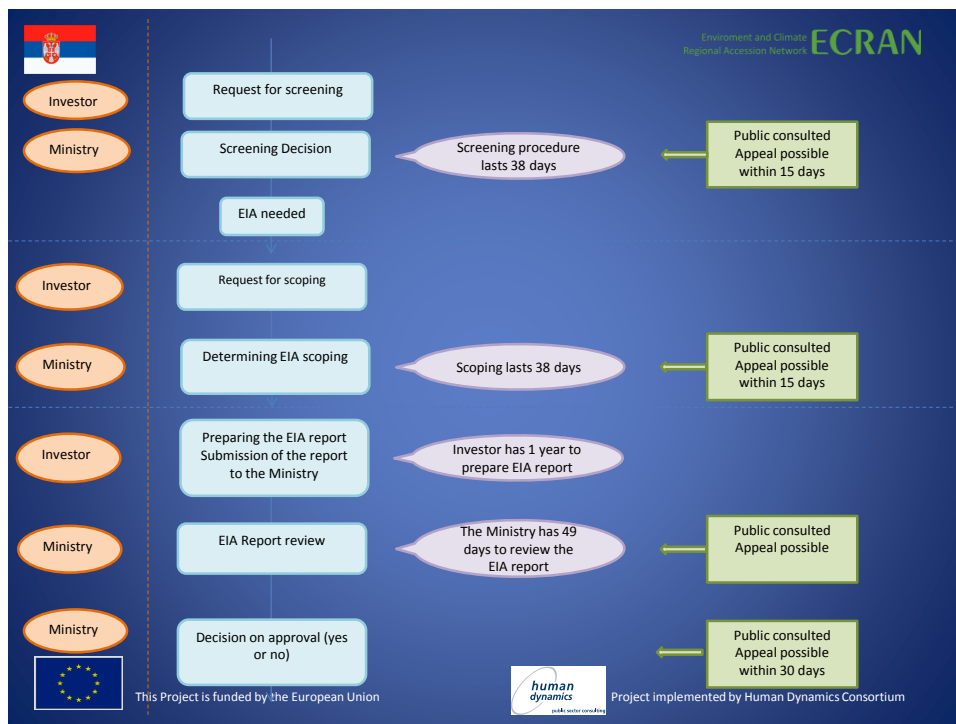 Enviroment and Climate
Regional Accession Network ECRAN
Investor
Request for screening
Ministry
Screening Decision
Screening procedure
lasts 38 days
Public consulted
Appeal possible
within 15 days
EIA needed
Investor
Request for scoping
Ministry
Determining EIA scoping
Scoping lasts 38 days
Public consulted
Appeal possible
within 15 days
Investor
Preparing the EIA report
Submission of the report
to the Ministry
Investor has 1 year to
prepare EIA report
Ministry
EIA Report review
The Ministry has 49
days to review the
EIA report
Public consulted
Appeal possible
Ministry
Decision on approval (yes
or no)
Public consulted
Appeal possible
within 30 days
This Project is funded by the European Union
human
dynamics
public sector consulting
Project implemented by Human Dynamics Consortium